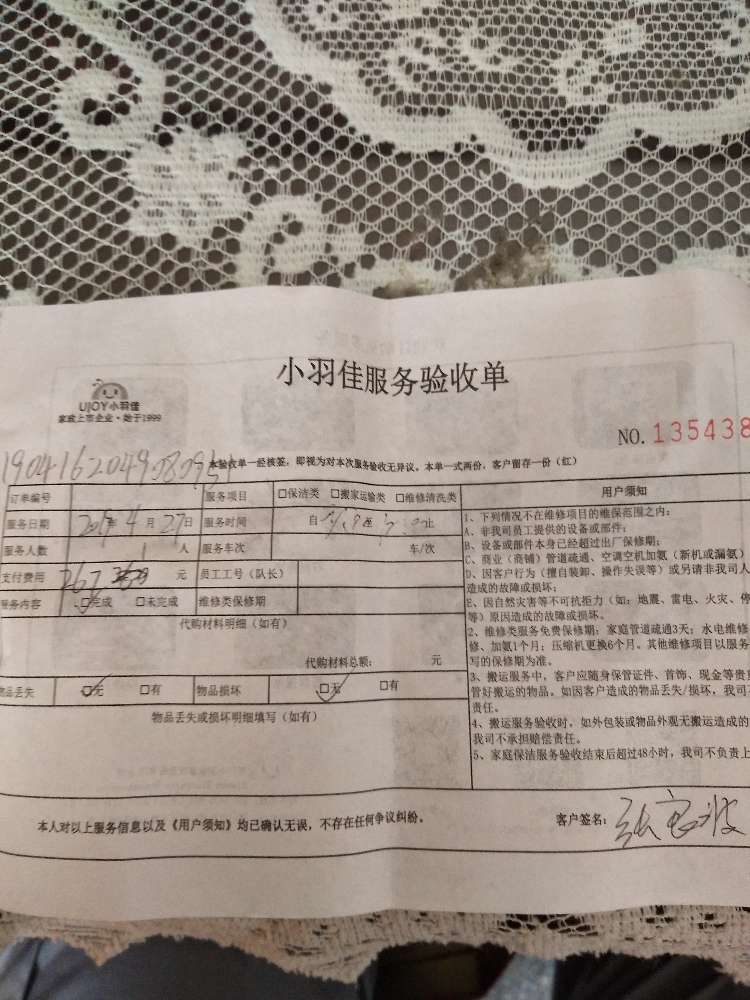 小羽佳服务验收单
UJOY小羽佳
家政上市企业·始于1999
NO. 135438
本验收单一经核签，即视为对本次服务验收无异议。本单一式两份，客户留存一份（红）
订单编号 服务项目 □保洁类 □搬家运输类 □维修清洗类
服务日期 2019年 4月 27日 服务时间 自 至 止
服务人数 1 人 服务车次 车/次
支付费用 267 元 员工工号（队长）
服务内容 □完成 □未完成 维修类保修期
代购材料明细（如有）
代购材料总额： 元
物品丢失 □无 □有 物品损坏 □无 □有
物品丢失或损坏明细填写（如有）
用户须知
1、下列情况不在维修项目的维保范围之内：
A、非我司员工提供的设备或部件；
B、设备或部件本身已经超过出厂保修期；
C、商业（商铺）管道疏通、空调空机加氨（新机或漏氨）
D、因客户行为（擅自装卸、操作失误等）或另请非我司人
造成的故障或损坏；
E、因自然灾害等不可抗拒力（如：地震、雷电、火灾、停
等）原因造成的故障或损坏。
2、维修类服务免费保修期：家庭管道疏通3天；水电维修
修、加氨1个月；压缩机更换6个月。其他维修项目以服务
写的保修期为准。
3、搬运服务中，客户应随身保管证件、首饰、现金等贵重
管好搬运的物品。如因客户造成的物品丢失/损坏，我司不
责任。
4、搬运服务验收时，如外包装或物品外观无搬运造成的
我司不承担赔偿责任。
5、家庭保洁服务验收结束后超过48小时，我司不负责上
本人对以上服务信息以及《用户须知》均已确认无误，不存在任何争议纠纷。 客户签名：